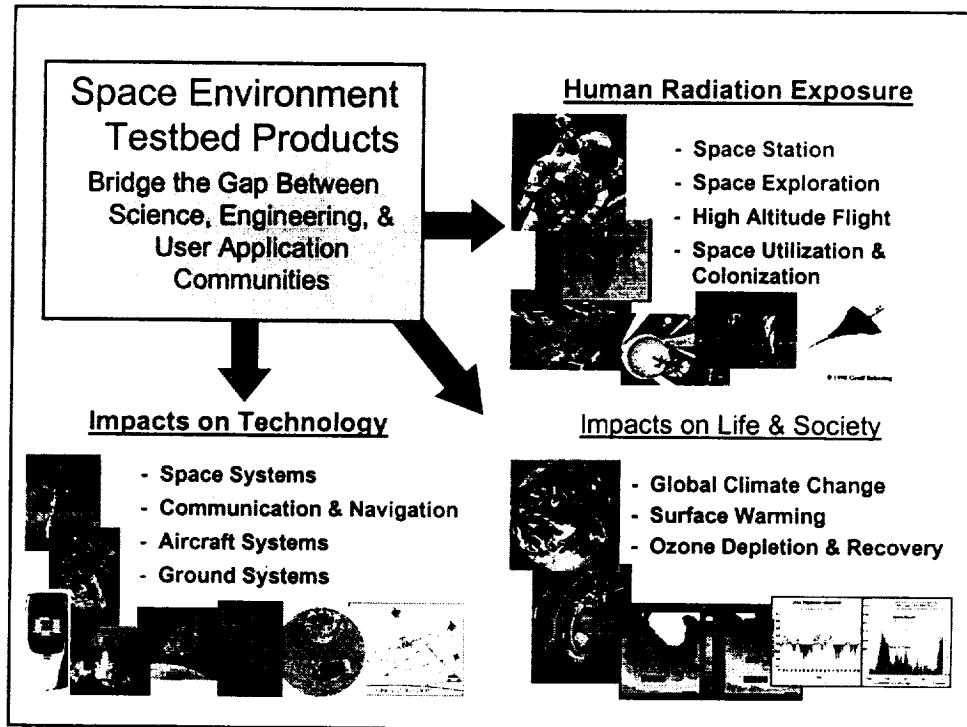 Space Environment
Testbed Products
Bridge the Gap Between
Science, Engineering, &
User Application
Communities
Human Radiation Exposure
- Space Station
- Space Exploration
- High Altitude Flight
- Space Utilization &
Colonization
Impacts on Technology
- Space Systems
- Communication & Navigation
- Aircraft Systems
- Ground Systems
Impacts on Life & Society
- Global Climate Change
- Surface Warming
- Ozone Depletion & Recovery